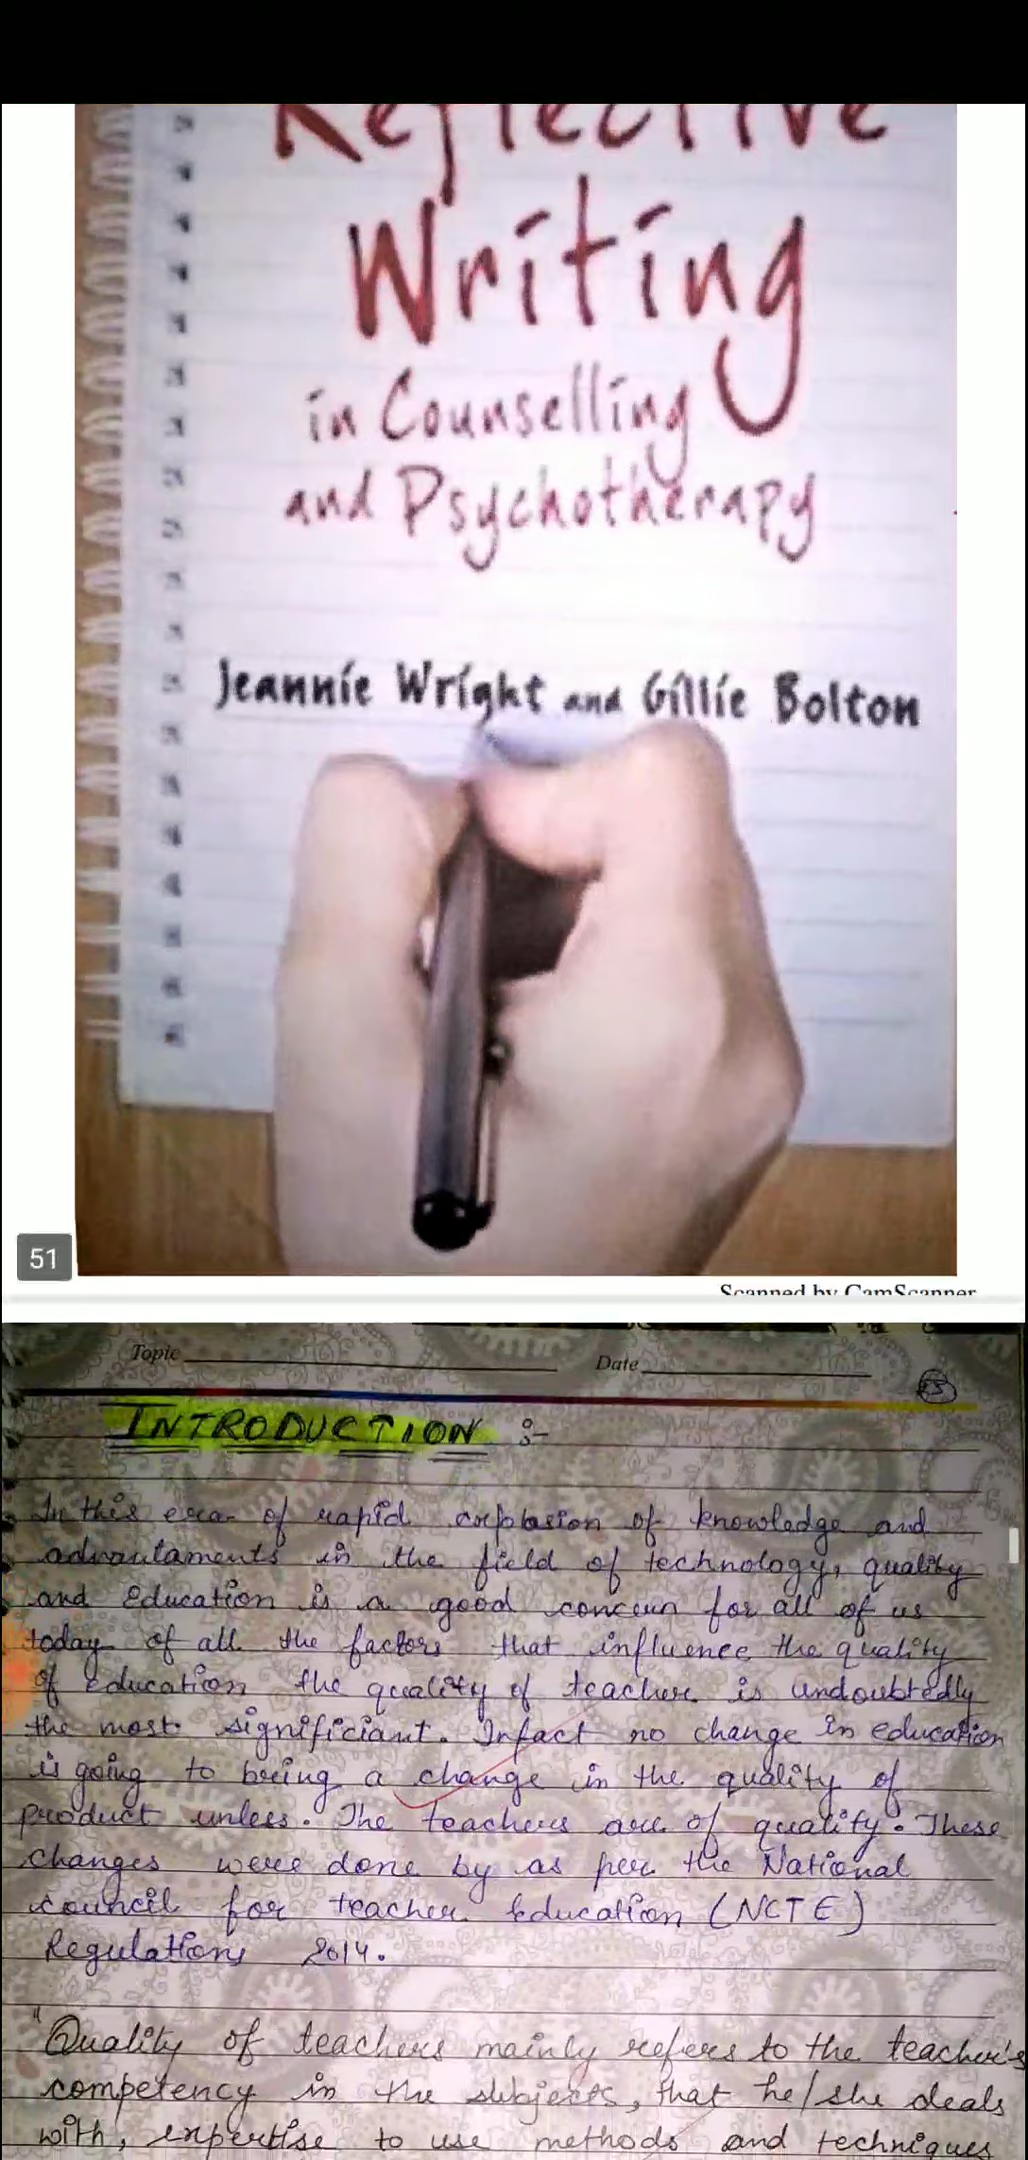 Reflective
Writing
in Counselling
and Psychotherapy
Jeannie Wright and Gillie Bolton
51
Scanned by CamScanner
Topic Date
INTRODUCTION :-
In this era of rapid explosion of knowledge and
advantaments in the field of technology, quality
and Education is a good concern for all of us
today of all the factors that influence the quality
of Education the quality of teacher is undoubtedly
the most significiant. Infact no change in education
is going to bring a change in the quality of
product unless. The teachers are of quality. These
changes were done by as per the National
council for teacher Education (NCTE)
Regulations 2014.
"Quality of teachers mainly refers to the teacher's
competency in the subjects, that he/she deals
with, expertise to use methods and techniques